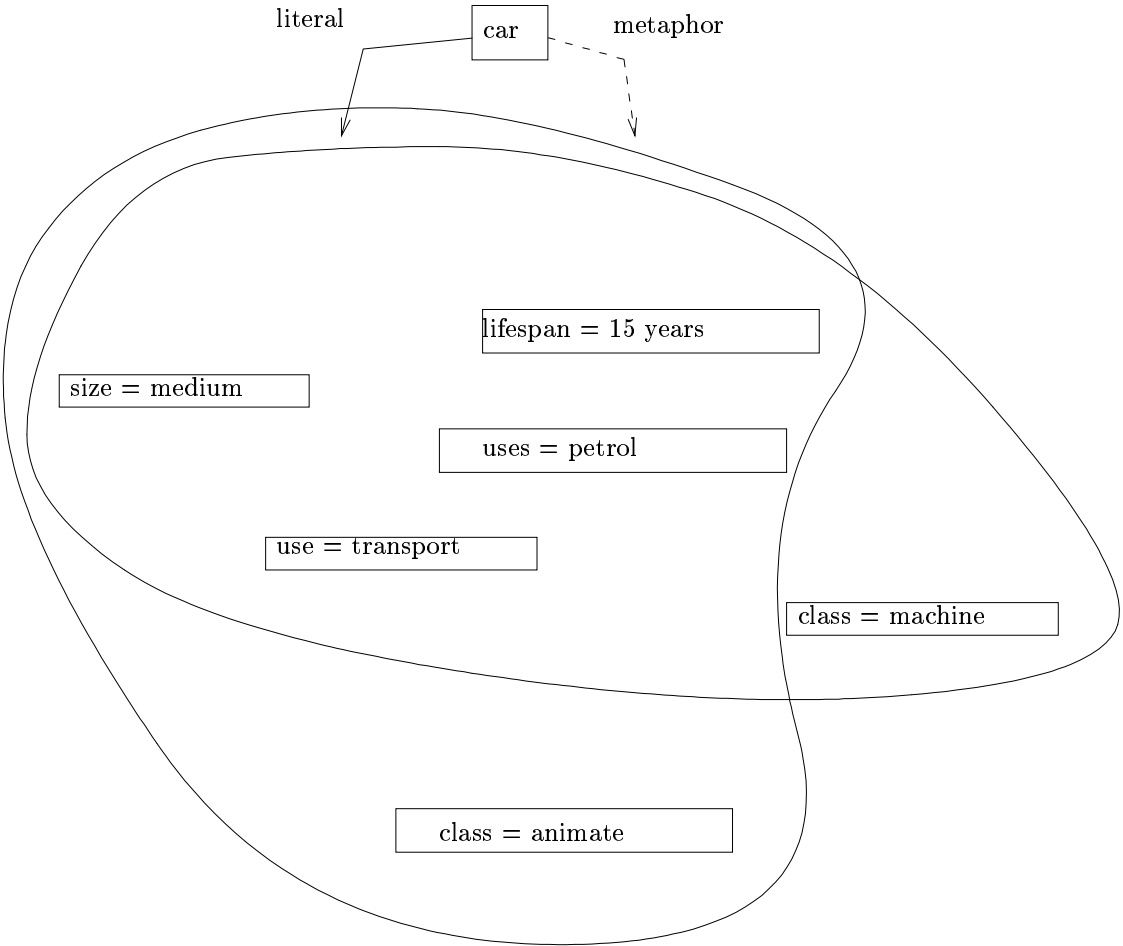 literal
car
metaphor
lifespan = 15 years
size = medium
uses = petrol
use = transport
class = machine
class = animate